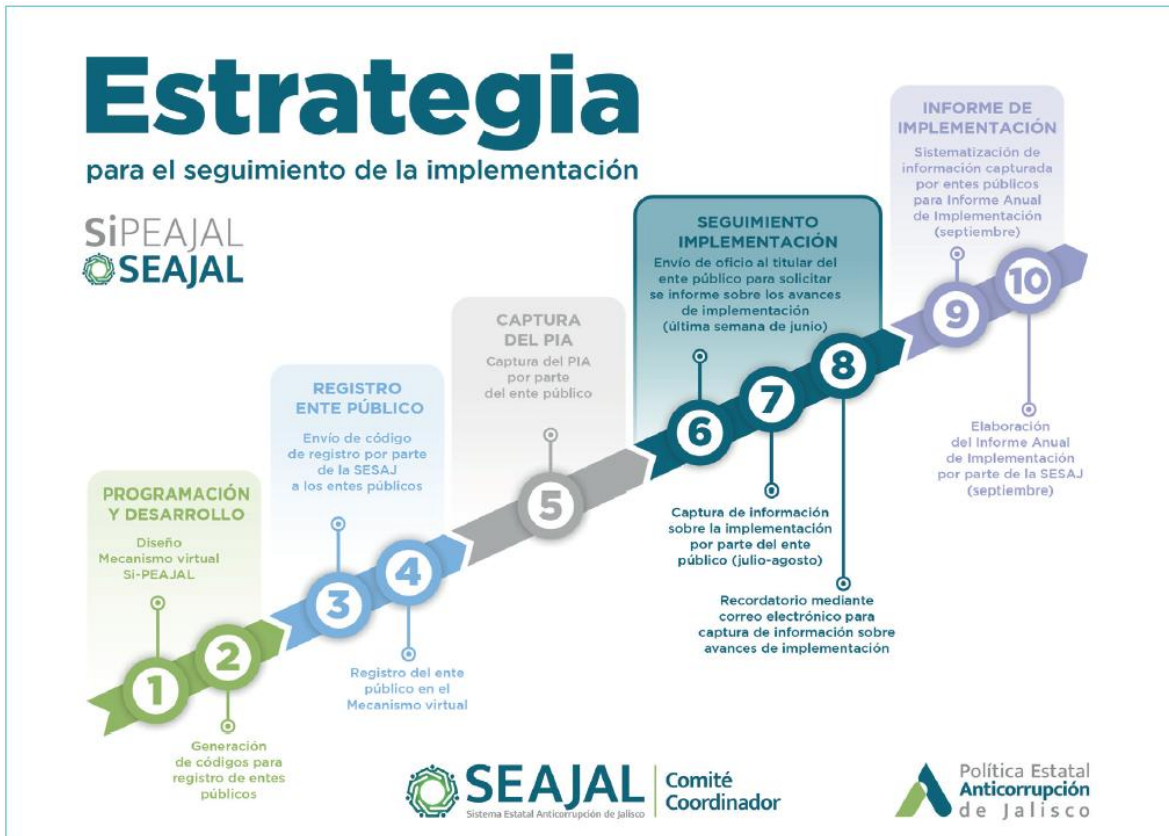 Estrategia
para el seguimiento de la implementación
SiPEAJAL
SEAJAL
PROGRAMACIÓN
Y DESARROLLO
Diseño
Mecanismo virtual
Si-PEAJAL
1
2
Generación
de códigos para
registro de entes
públicos
REGISTRO
ENTE PÚBLICO
Envío de código
de registro por parte
de la SESAJ
a los entes públicos
3
4
Registro del ente
público en el
Mecanismo virtual
CAPTURA
DEL PIA
Captura del PIA
por parte
del ente público
5
SEGUIMIENTO
IMPLEMENTACIÓN
Envío de oficio al titular del
ente público para solicitar
se informe sobre los avances
de implementación
(última semana de junio)
6
7
8
Captura de información
sobre la implementación
por parte del ente
público (julio-agosto)
Recordatorio mediante
correo electrónico para
captura de información sobre
avances de implementación
INFORME DE
IMPLEMENTACIÓN
Sistematización de
información capturada
por entes públicos
para Informe Anual
de Implementación
(septiembre)
9
10
Elaboración
del Informe Anual
de Implementación
por parte de la SESAJ
(septiembre)
SEAJAL
Sistema Estatal Anticorrupción de Jalisco
Comité
Coordinador
Política Estatal
Anticorrupción
de Jalisco